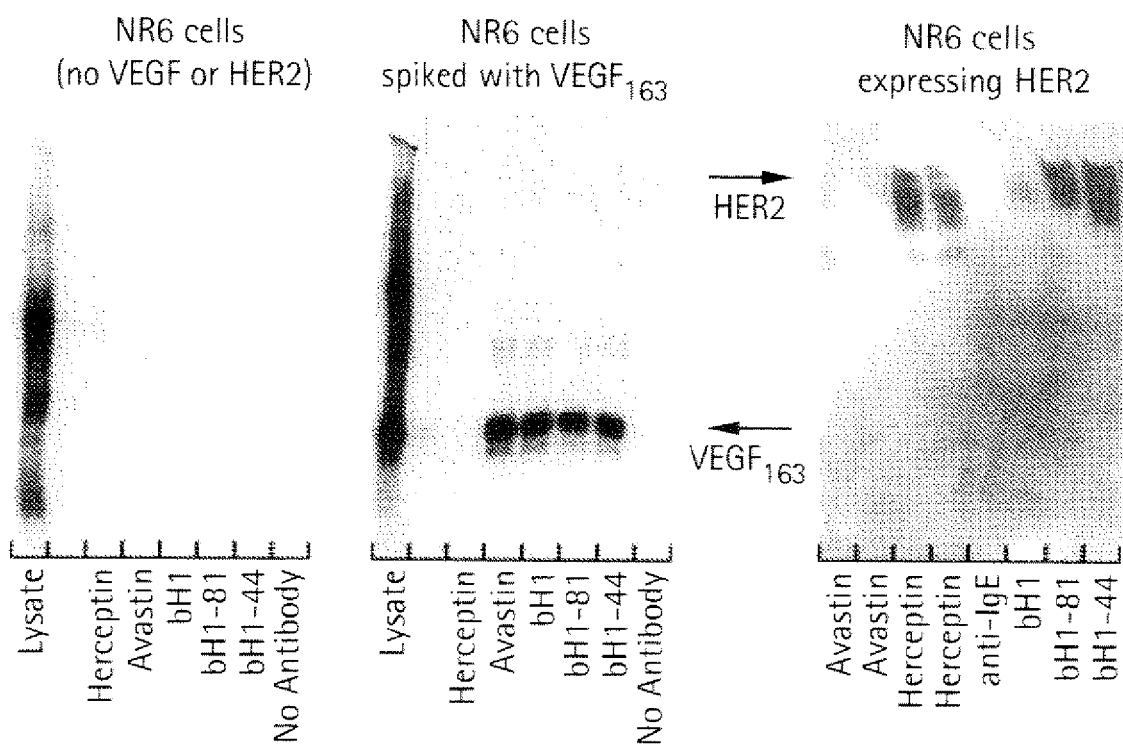 NR6 cells
(no VEGF or HER2)
NR6 cells
spiked with VEGF163
NR6 cells
expressing HER2
HER2
VEGF163
Lysate
Herceptin
Avastin
bH1
bH1-81
bH1-44
No Antibody
Lysate
Herceptin
Avastin
bH1
bH1-81
bH1-44
No Antibody
Avastin
Avastin
Herceptin
Herceptin
anti-IgE
bH1
bH1-81
bH1-44